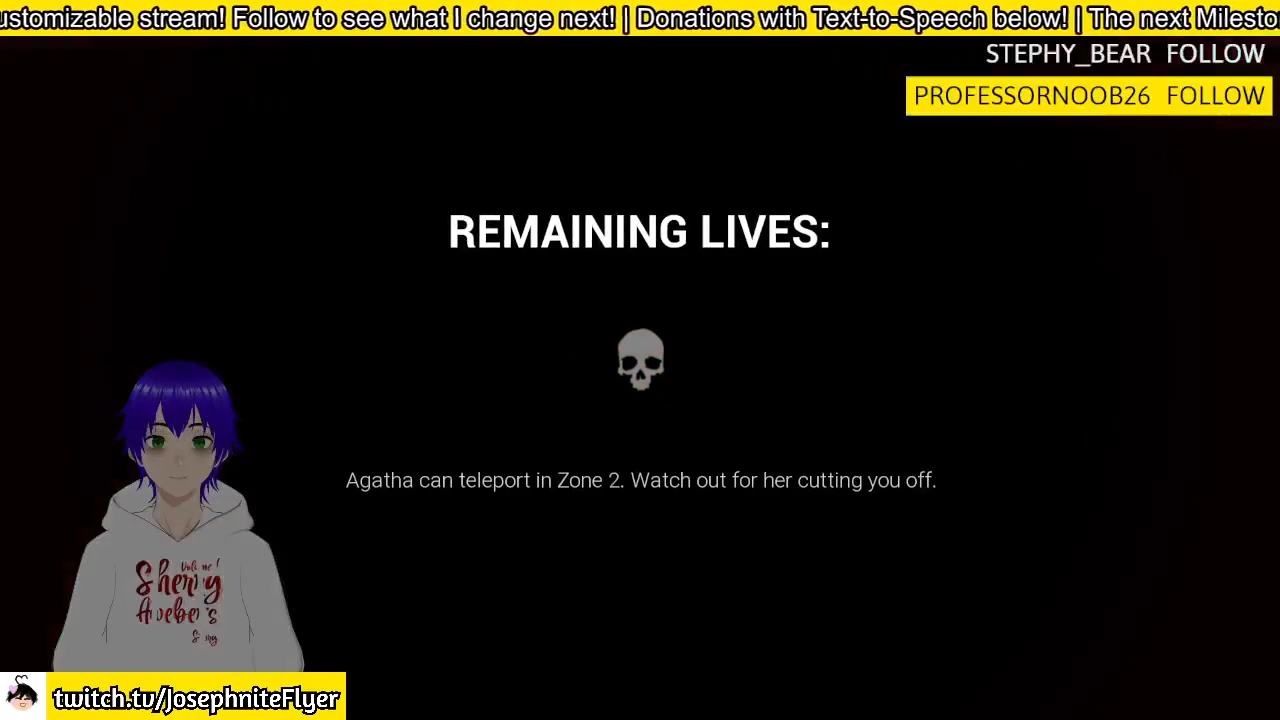 ustomizable stream! Follow to see what I change next! | Donations with Text-to-Speech below! | The next Milesto
STEPHY_BEAR FOLLOW
PROFESSORNOOB26 FOLLOW
REMAINING LIVES:
Agatha can teleport in Zone 2. Watch out for her cutting you off.
Sherry
twitch.tv/JosephniteFlyer